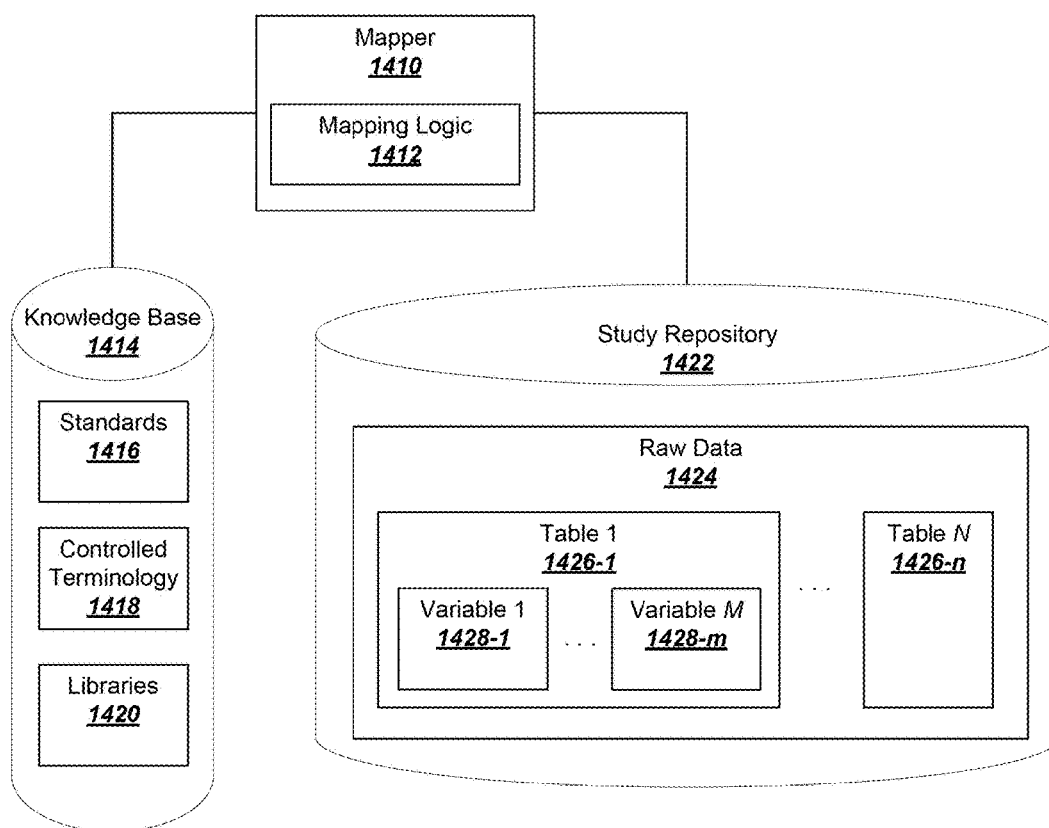 Mapper
1410
Mapping Logic
1412
Knowledge Base
1414
Standards
1416
Controlled
Terminology
1418
Libraries
1420
Study Repository
1422
Raw Data
1424
Table 1
1426-1
Variable 1
1428-1
. . .
Variable M
1428-m
. . .
Table N
1426-n